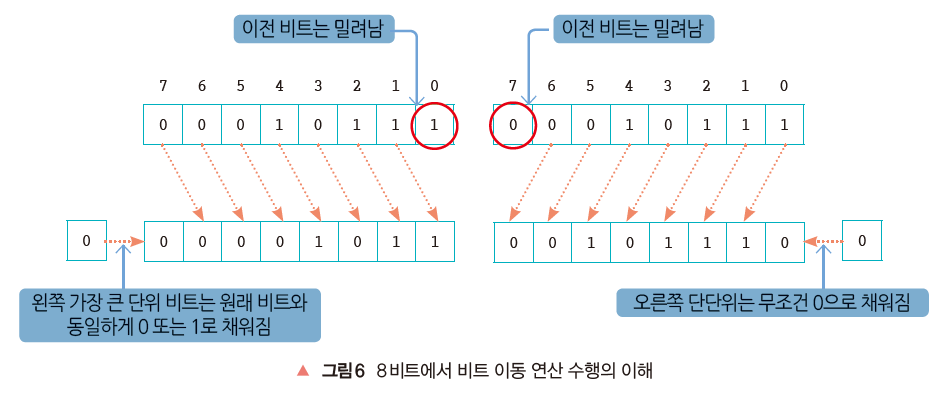 이전 비트는 밀려남
이전 비트는 밀려남
7 6 5 4 3 2 1 0
7 6 5 4 3 2 1 0
0 0 0 1 0 1 1 1
0 0 0 1 0 1 1 1
0
0 0 0 0 1 0 1 1
0 0 1 0 1 1 1 0
0
왼쪽 가장 큰 단위 비트는 원래 비트와
동일하게 0 또는 1로 채워짐
오른쪽 단단위는 무조건 0으로 채워짐
▲ 그림 6 8비트에서 비트 이동 연산 수행의 이해